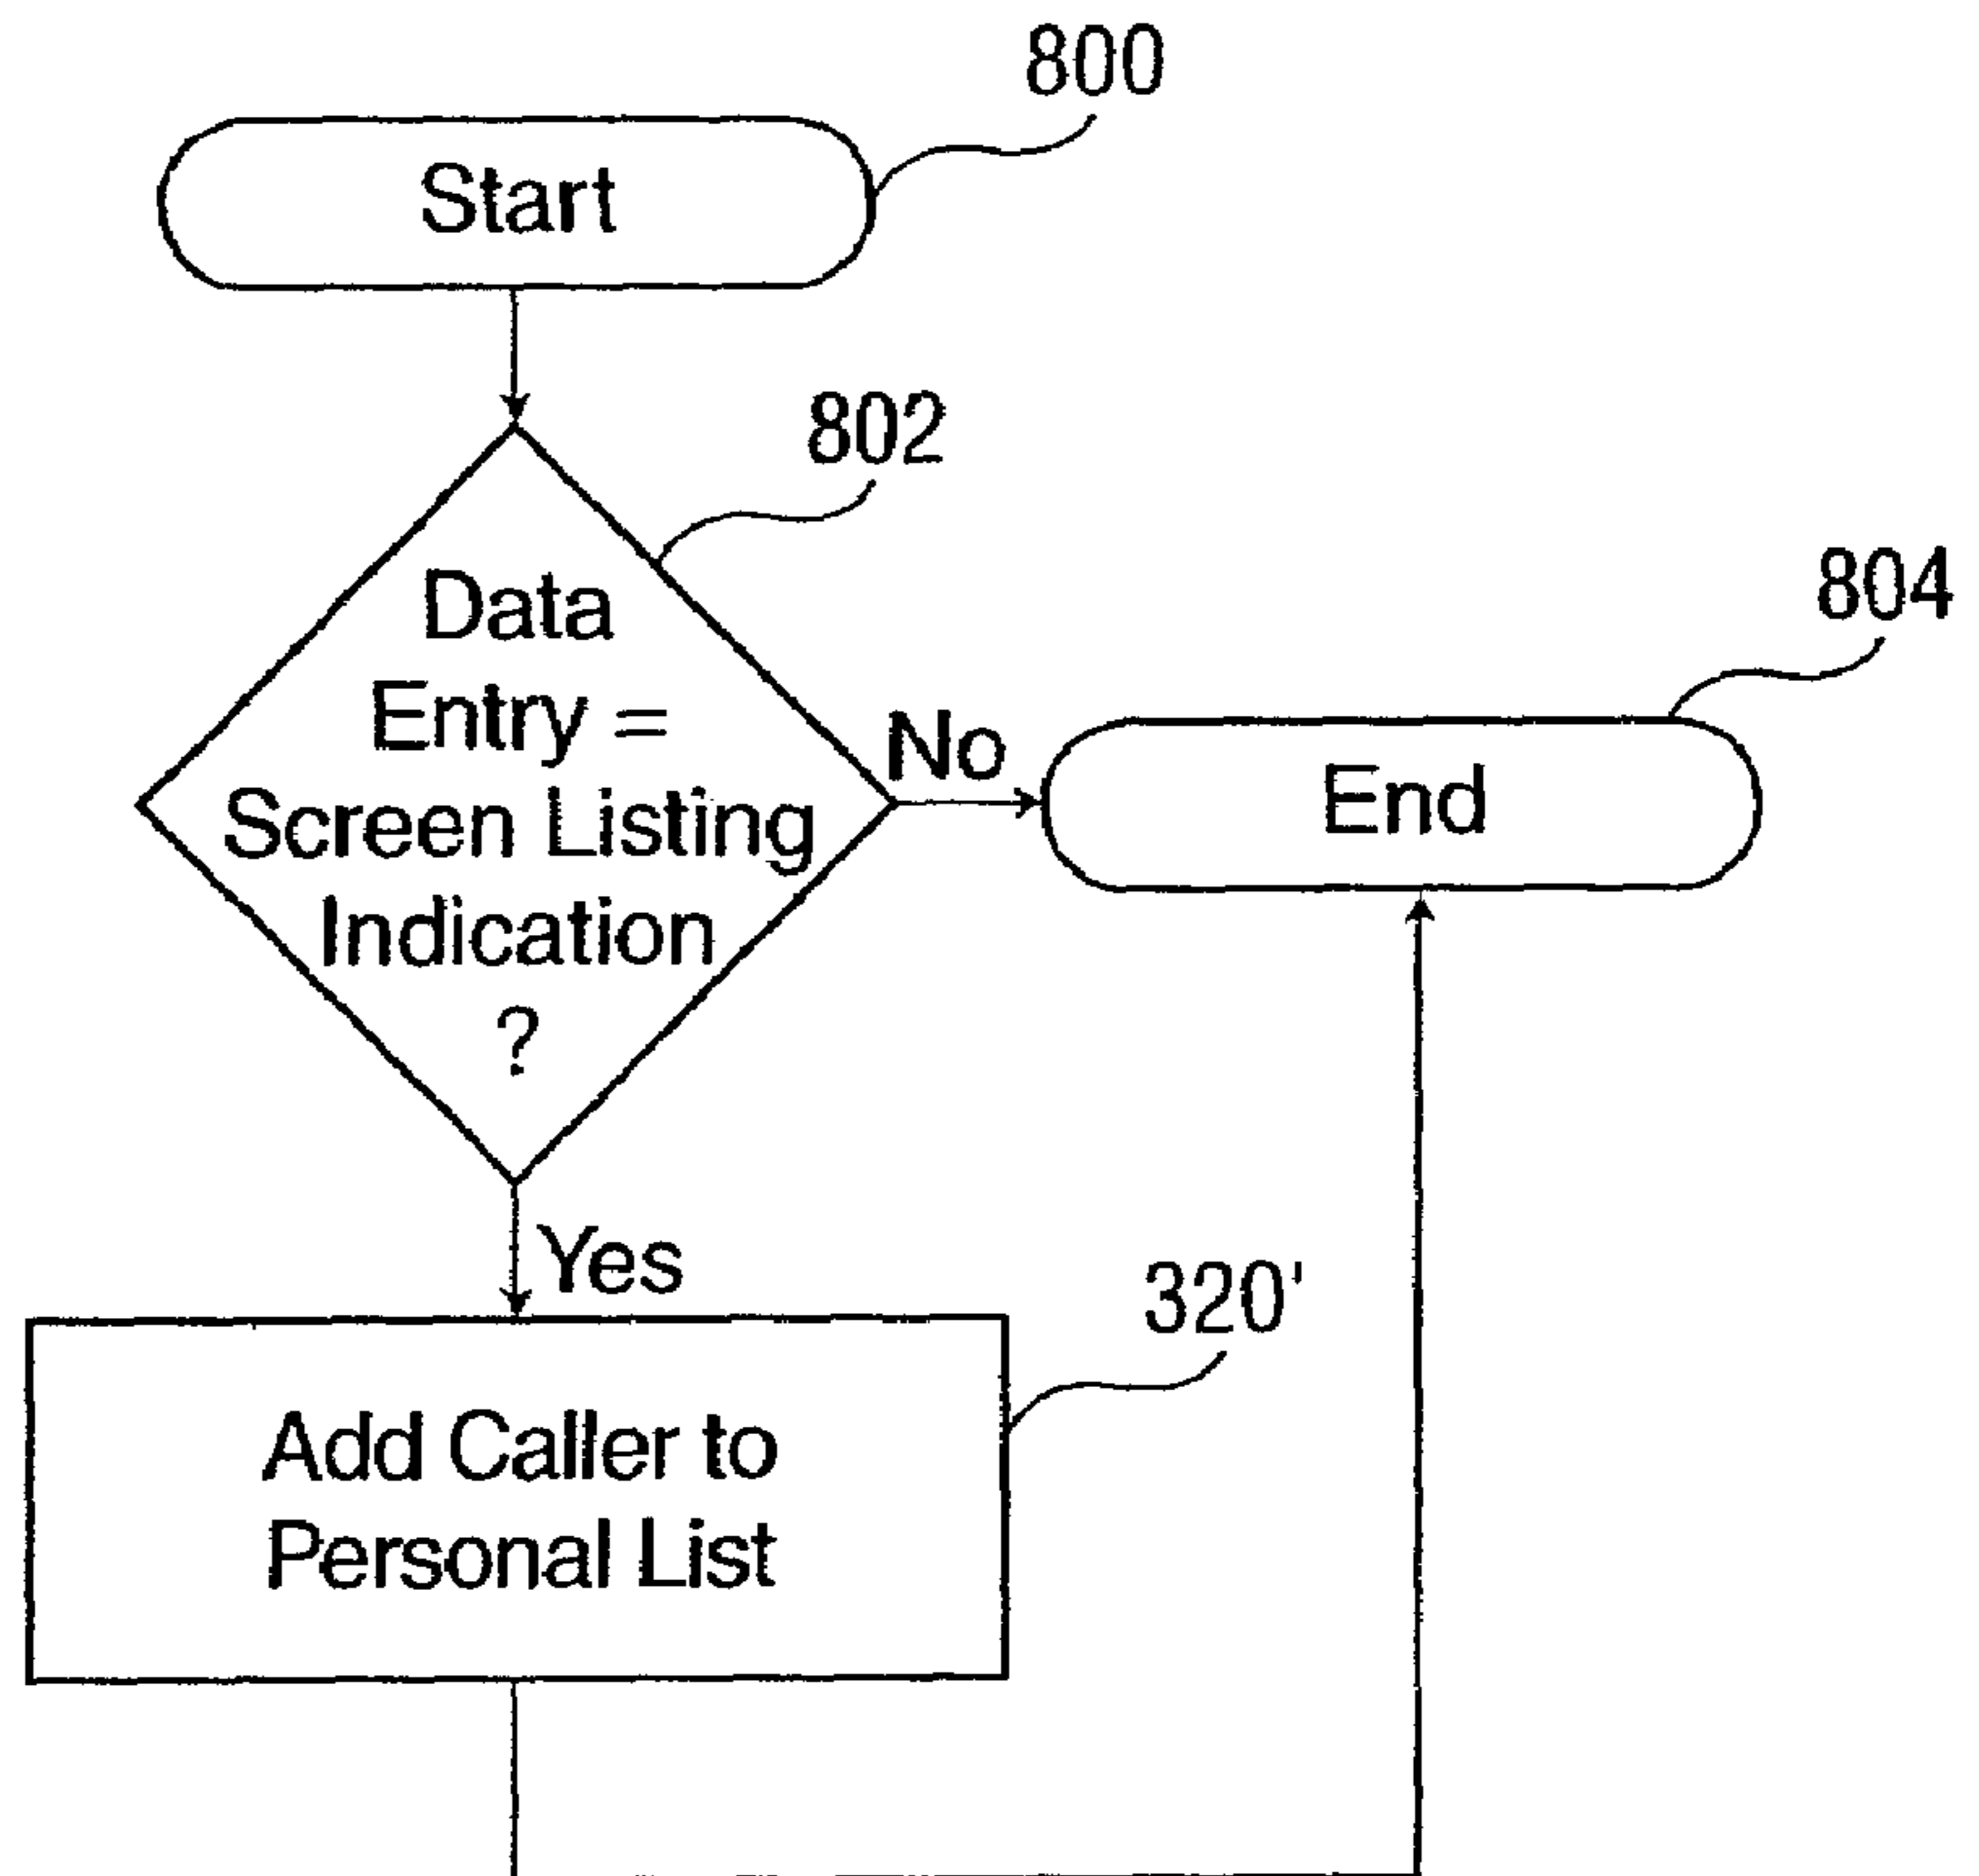 800
Start
802
Data
Entry =
Screen Listing
Indication
?
No
804
End
Yes
320'
Add Caller to
Personal List